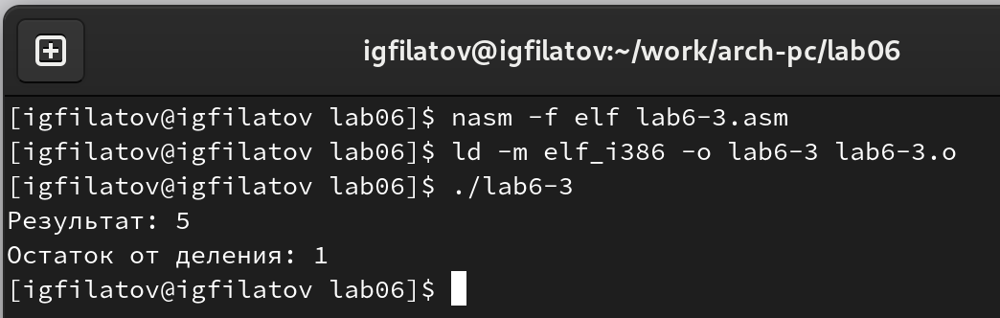 igfilatov@igfilatov:~/work/arch-pc/lab06
[igfilatov@igfilatov lab06]$ nasm -f elf lab6-3.asm
[igfilatov@igfilatov lab06]$ ld -m elf_i386 -o lab6-3 lab6-3.o
[igfilatov@igfilatov lab06]$ ./lab6-3
Результат: 5
Остаток от деления: 1
[igfilatov@igfilatov lab06]$